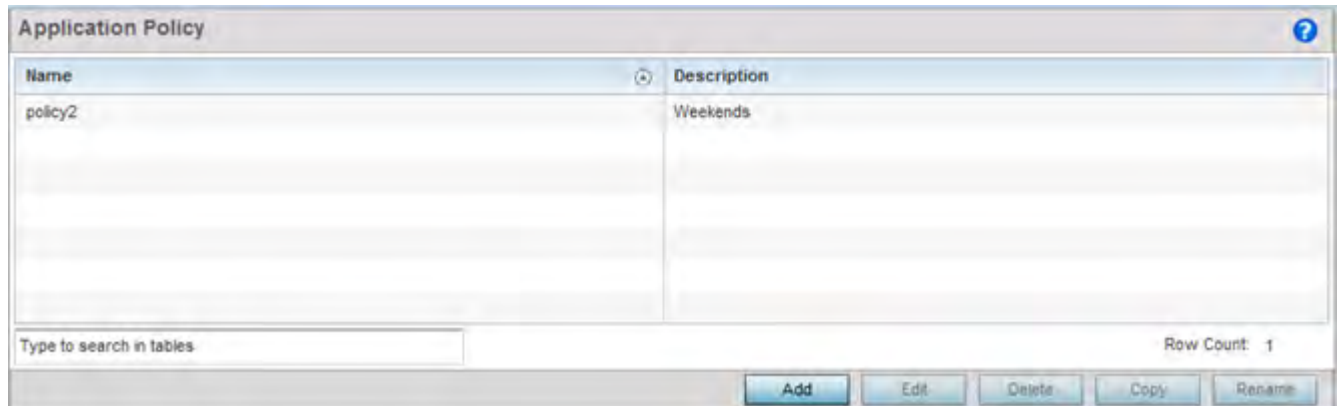 Application Policy
?
Name Description
policy2 Weekends
Type to search in tables Row Count: 1
Add Edit Delete Copy Rename